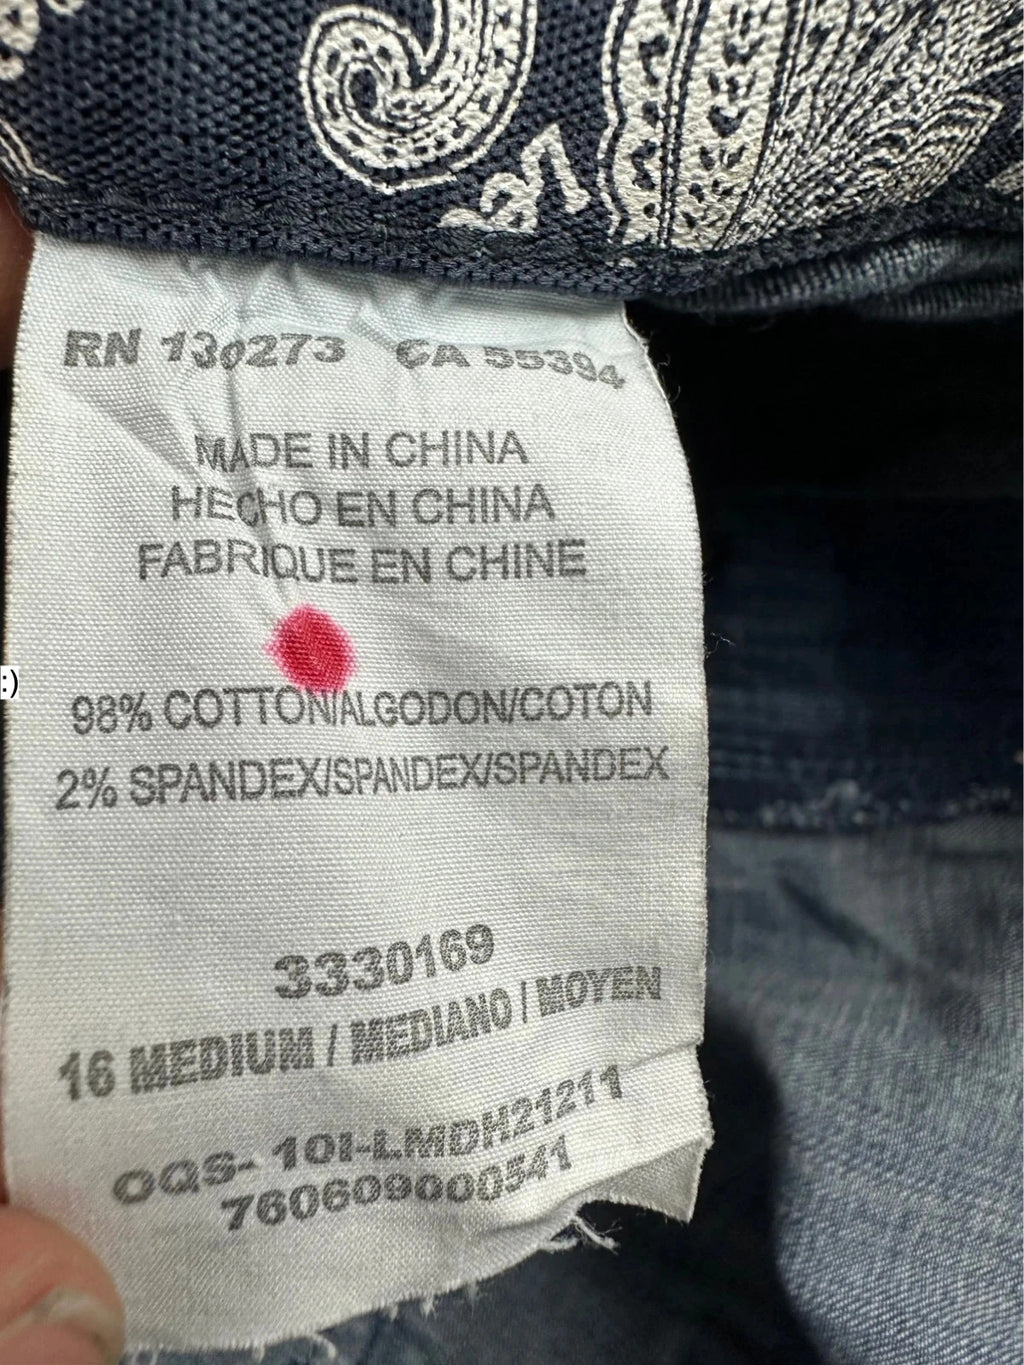 RN 130273 CA 55394
MADE IN CHINA
HECHO EN CHINA
FABRIQUE EN CHINE
:)
98% COTTON/ALGODON/COTON
2% SPANDEX/SPANDEX/SPANDEX
3330169
16 MEDIUM / MEDIANO / MOYEN
OQS- 10I-LMDH21211
760609000541